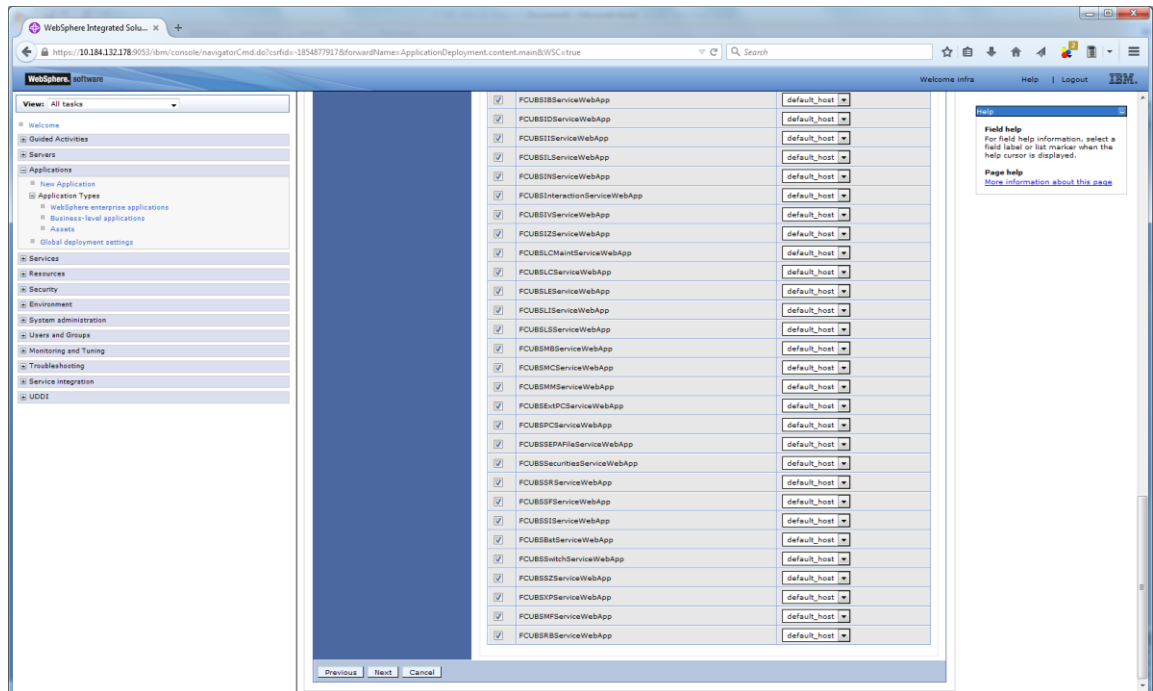 WebSphere Integrated Solu... ×
https://10.184.132.178:9053/ibm/console/navigatorCmd.do?csrfid=-1854877917&forwardName=ApplicationDeployment.content.main&WSC=true
Search
2
WebSphere. software
Welcome infra
Help | Logout
IBM.
View: All tasks
Welcome
Guided Activities
Servers
Applications
New Application
Application Types
WebSphere enterprise applications
Business-level applications
Assets
Global deployment settings
Services
Resources
Security
Environment
System administration
Users and Groups
Monitoring and Tuning
Troubleshooting
Service integration
UDDI
FCUBSIBServiceWebApp default_host
FCUBSIDServiceWebApp default_host
FCUBSIIServiceWebApp default_host
FCUBSILServiceWebApp default_host
FCUBSINServiceWebApp default_host
FCUBSInteractionServiceWebApp default_host
FCUBSIVServiceWebApp default_host
FCUBSIZServiceWebApp default_host
FCUBSLCMaintServiceWebApp default_host
FCUBSLCServiceWebApp default_host
FCUBSLEServiceWebApp default_host
FCUBSLIServiceWebApp default_host
FCUBSLSServiceWebApp default_host
FCUBSMBServiceWebApp default_host
FCUBSMCServiceWebApp default_host
FCUBSMMServiceWebApp default_host
FCUBSExtPCServiceWebApp default_host
FCUBSPCServiceWebApp default_host
FCUBSSEPAFileServiceWebApp default_host
FCUBSSecuritiesServiceWebApp default_host
FCUBSSRServiceWebApp default_host
FCUBSSFServiceWebApp default_host
FCUBSSIServiceWebApp default_host
FCUBSBatServiceWebApp default_host
FCUBSSwitchServiceWebApp default_host
FCUBSSZServiceWebApp default_host
FCUBSXPServiceWebApp default_host
FCUBSMFServiceWebApp default_host
FCUBSRBServiceWebApp default_host
Previous Next Cancel
Help
Field help
For field help information, select a
field label or list marker when the
help cursor is displayed.
Page help
More information about this page